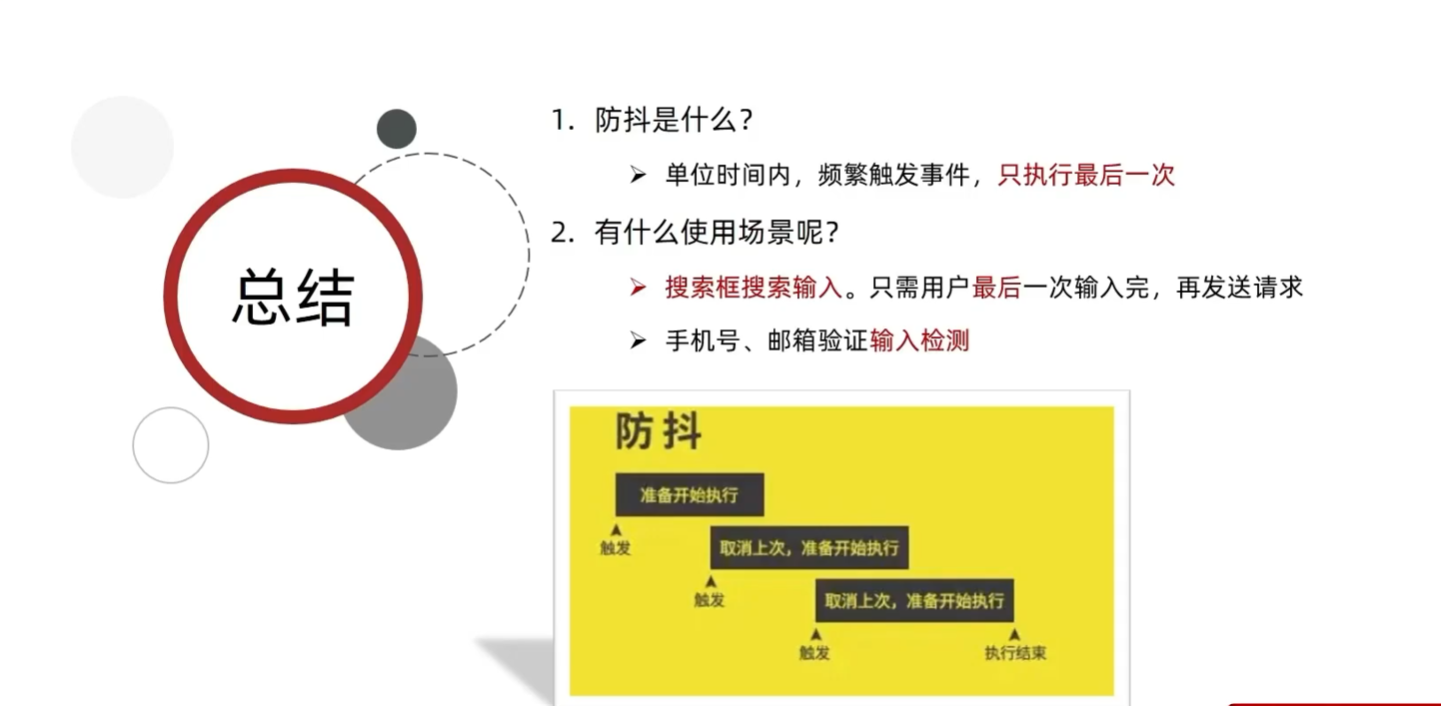 总结
1. 防抖是什么?
➢ 单位时间内，频繁触发事件，只执行最后一次
2. 有什么使用场景呢?
➢ 搜索框搜索输入。只需用户最后一次输入完，再发送请求
➢ 手机号、邮箱验证输入检测
防抖
准备开始执行
触发
取消上次，准备开始执行
触发
取消上次，准备开始执行
触发
执行结束